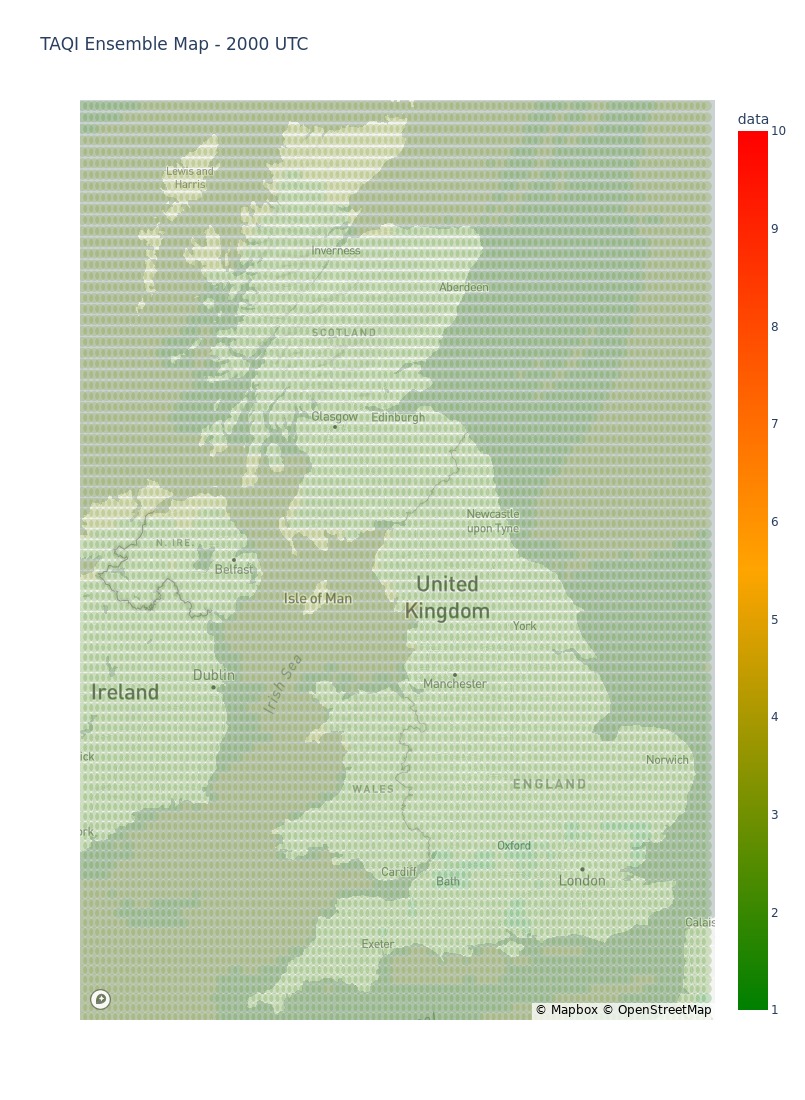 TAQI Ensemble Map - 2000 UTC
data
10
9
8
7
6
5
4
3
2
1
Lewis and
Harris
Inverness
Aberdeen
SCOTLAND
Glasgow
Edinburgh
Newcastle
upon Tyne
N. IRE.
Belfast
United
Kingdom
Isle of Man
York
Irish Sea
Dublin
Manchester
Ireland
ick
Norwich
WALES
ENGLAND
rk
Oxford
Cardiff
Bath
London
Calais
Exeter
© Mapbox © OpenStreetMap